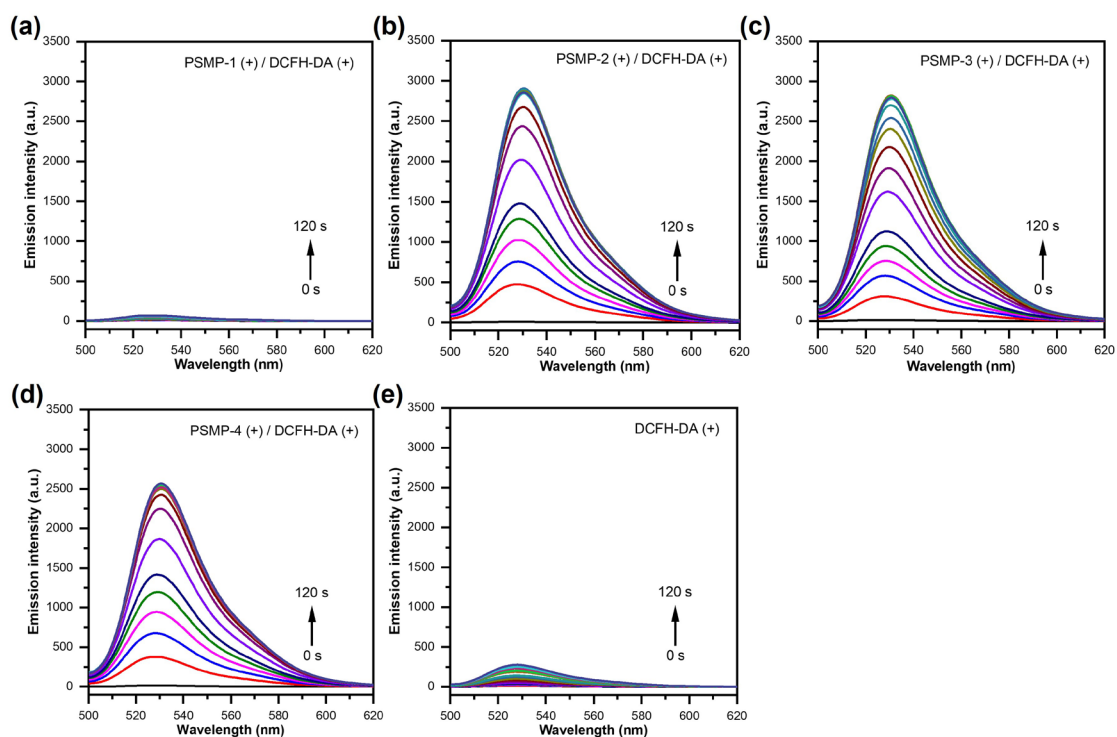 (a)
3500
3000
2500
2000
1500
1000
500
0
Emission intensity (a.u.)
PSMP-1 (+) / DCFH-DA (+)
120 s
0 s
500 520 540 560 580 600 620
Wavelength (nm)
(b)
3500
3000
2500
2000
1500
1000
500
0
Emission intensity (a.u.)
PSMP-2 (+) / DCFH-DA (+)
120 s
0 s
500 520 540 560 580 600 620
Wavelength (nm)
(c)
3500
3000
2500
2000
1500
1000
500
0
Emission intensity (a.u.)
PSMP-3 (+) / DCFH-DA (+)
120 s
0 s
500 520 540 560 580 600 620
Wavelength (nm)
(d)
3500
3000
2500
2000
1500
1000
500
0
Emission intensity (a.u.)
PSMP-4 (+) / DCFH-DA (+)
120 s
0 s
500 520 540 560 580 600 620
Wavelength (nm)
(e)
3500
3000
2500
2000
1500
1000
500
0
Emission intensity (a.u.)
DCFH-DA (+)
120 s
0 s
500 520 540 560 580 600 620
Wavelength (nm)